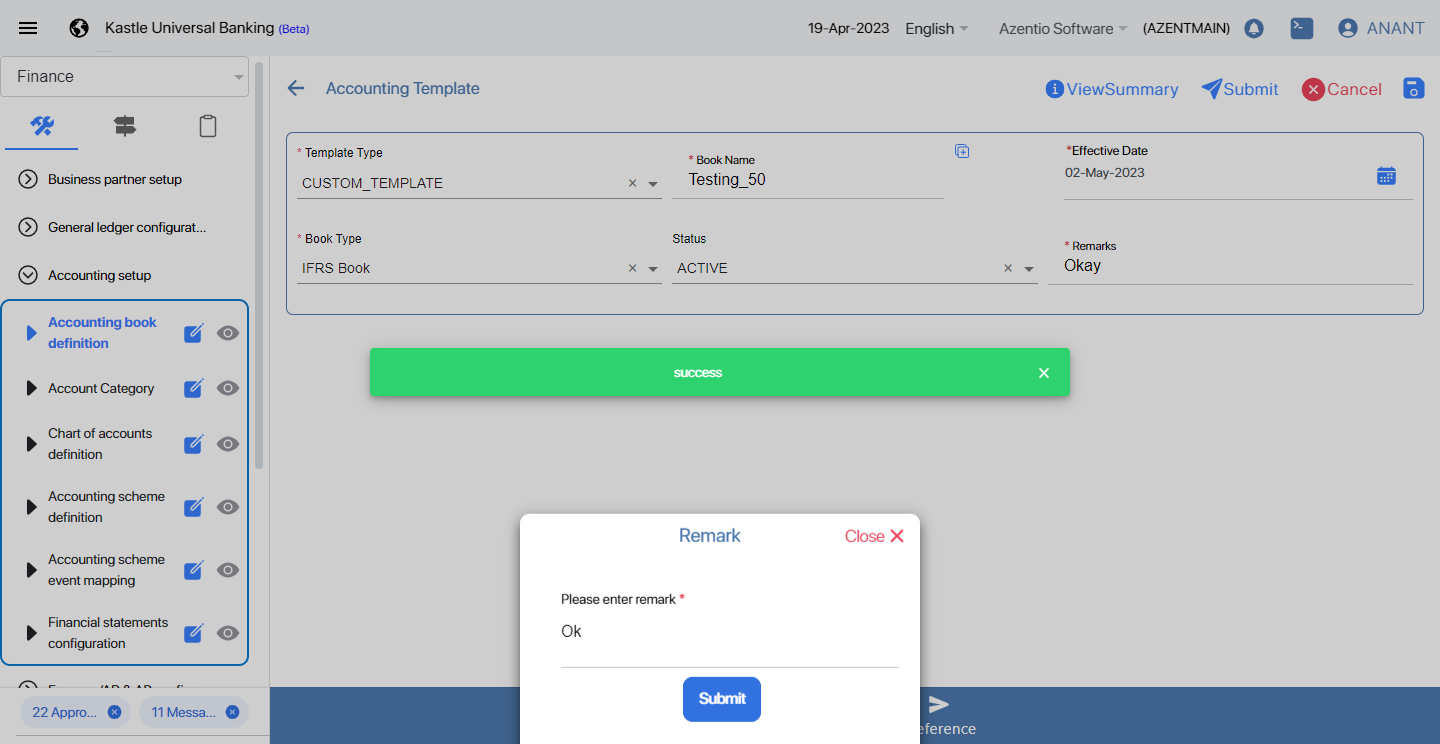 Kastle Universal Banking (Beta)
19-Apr-2023
English
Azentio Software
(AZENTMAIN)
ANANT
Finance
Business partner setup
General ledger configurat...
Accounting setup
Accounting book
definition
Account Category
Chart of accounts
definition
Accounting scheme
definition
Accounting scheme
event mapping
Financial statements
configuration
22 Appro...
11 Messa...
Accounting Template
ViewSummary
Submit
Cancel
* Template Type
CUSTOM_TEMPLATE
* Book Name
Testing_50
*Effective Date
02-May-2023
* Book Type
IFRS Book
Status
ACTIVE
* Remarks
Okay
success
Remark
Close
Please enter remark *
Ok
Submit
eference